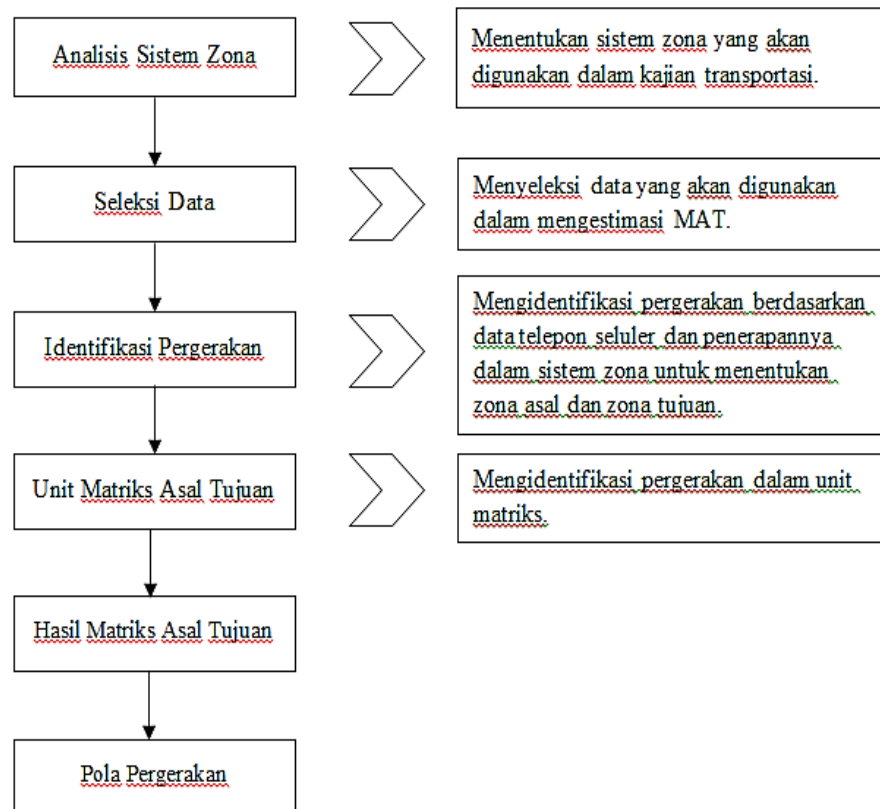 Analisis Sistem Zona
Menentukan sistem zona yang akan
digunakan dalam kajian transportasi.
Seleksi Data
Menyeleksi data yang akan digunakan
dalam mengestimasi MAT.
Identifikasi Pergerakan
Mengidentifikasi pergerakan berdasarkan
data telepon seluler dan penerapannya
dalam sistem zona untuk menentukan
zona asal dan zona tujuan.
Unit Matriks Asal Tujuan
Mengidentifikasi pergerakan dalam unit
matriks.
Hasil Matriks Asal Tujuan
Pola Pergerakan